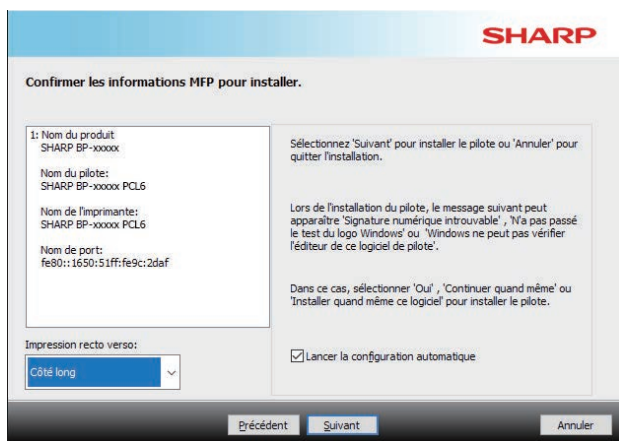 SHARP
Confirmer les informations MFP pour installer.
1: Nom du produit
SHARP BP-xxxxx
Nom du pilote:
SHARP BP-xxxxx PCL6
Nom de l'imprimante:
SHARP BP-xxxxx PCL6
Nom de port:
fe80::1650:51ff:fe9c:2daf
Impression recto verso:
Côté long
Sélectionnez 'Suivant' pour installer le pilote ou 'Annuler' pour
quitter l'installation.
Lors de l'installation du pilote, le message suivant peut
apparaître 'Signature numérique introuvable' , 'N'a pas passé
le test du logo Windows' ou 'Windows ne peut pas vérifier
l'éditeur de ce logiciel de pilote'.
Dans ce cas, sélectionner 'Oui' , 'Continuer quand même' ou
'Installer quand même ce logiciel' pour installer le pilote.
Lancer la configuration automatique
Précédent
Suivant
Annuler